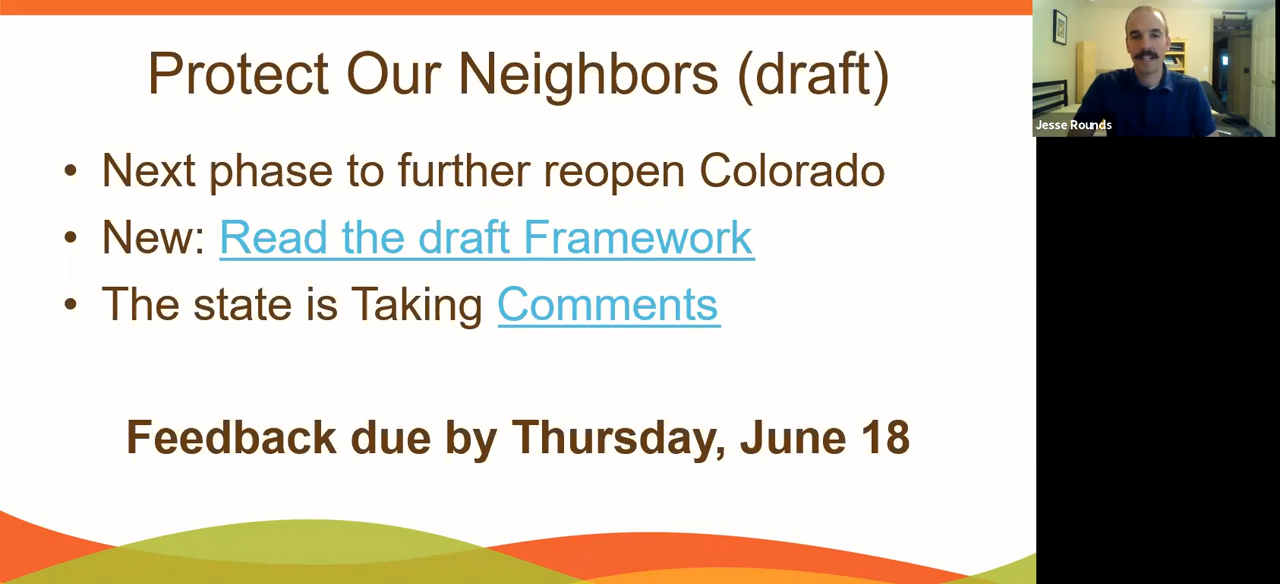 Protect Our Neighbors (draft)
• Next phase to further reopen Colorado
• New: Read the draft Framework
• The state is Taking Comments
Feedback due by Thursday, June 18
Jesse Rounds